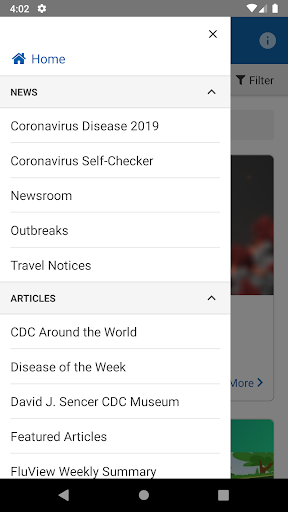 4:02
Home
Filter
NEWS
Coronavirus Disease 2019
Coronavirus Self-Checker
Newsroom
Outbreaks
Travel Notices
ARTICLES
CDC Around the World
Disease of the Week
More
David J. Sencer CDC Museum
Featured Articles
FluView Weekly Summary